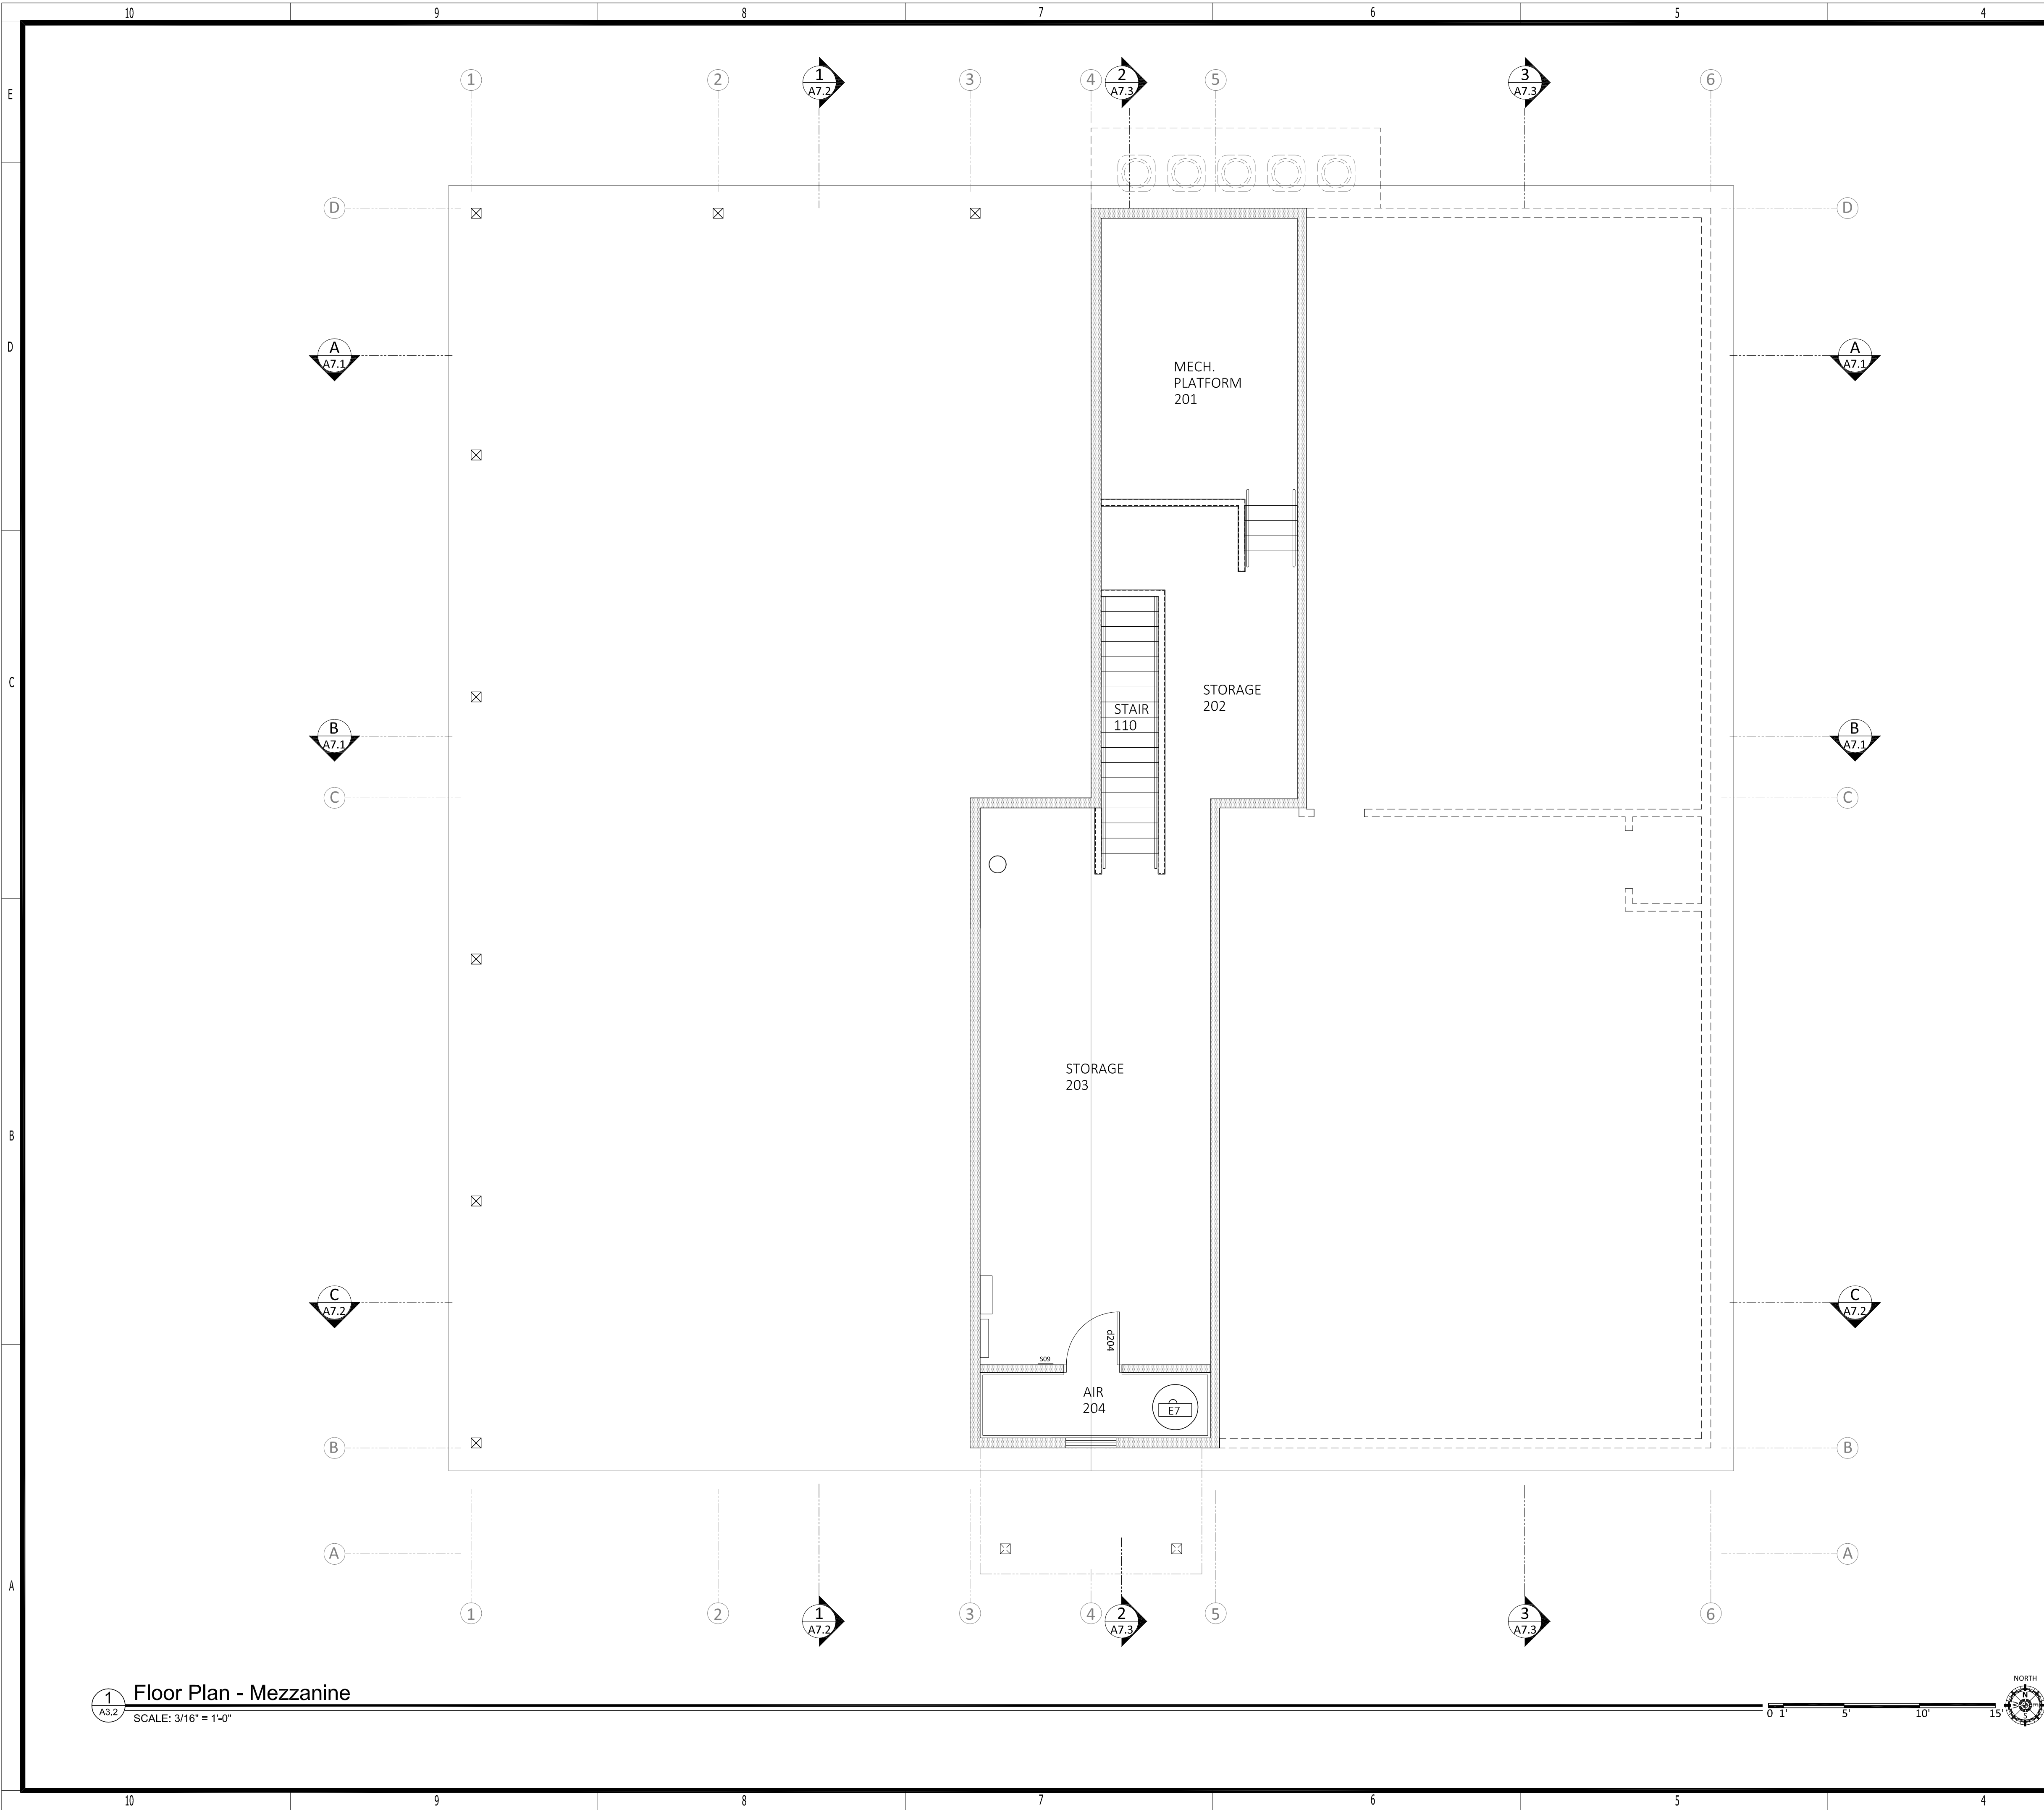 10 9 8 7 6 5 4
1 2 1 3 4 2 5 3 6
A7.2 A7.3 A7.3
E
D D
D
A A
A7.1 A7.1
MECH.
PLATFORM
201
C
STORAGE
202
STAIR
110
B B
A7.1 A7.1
C C
STORAGE
203
B
C C
A7.2 A7.2
d204
S09
AIR
204
E7
B B
A A
A
1 2 1 3 4 2 5 3 6
A7.2 A7.3 A7.3
NORTH
N
S
1
A3.2
Floor Plan - Mezzanine
SCALE: 3/16" = 1'-0"
0 1' 5' 10' 15'
10 9 8 7 6 5 4